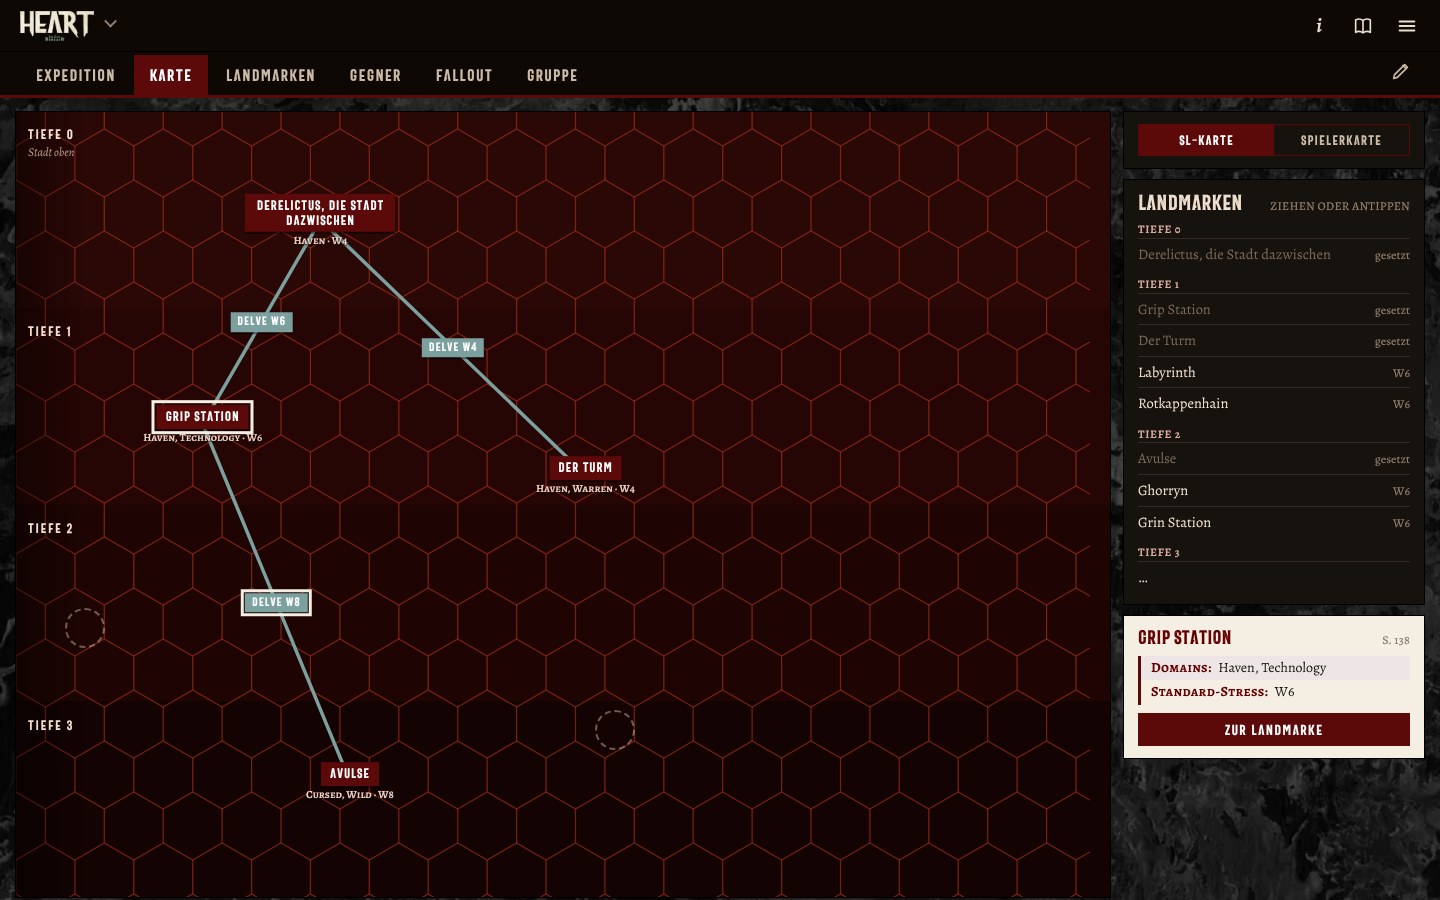 HEART
i
EXPEDITION
KARTE
LANDMARKEN
GEGNER
FALLOUT
GRUPPE
TIEFE 0
Stadt oben
DERELICTUS, DIE STADT
DAZWISCHEN
HAVEN · W4
DELVE W6
TIEFE 1
DELVE W4
GRIP STATION
HAVEN, TECHNOLOGY · W6
DER TURM
HAVEN, WARREN · W4
TIEFE 2
DELVE W8
TIEFE 3
AVULSE
CURSED, WILD · W8
SL-KARTE
SPIELERKARTE
LANDMARKEN ZIEHEN ODER ANTIPPEN
TIEFE 0
Derelictus, die Stadt dazwischen gesetzt
TIEFE 1
Grip Station gesetzt
Der Turm gesetzt
Labyrinth W6
Rotkappenhain W6
TIEFE 2
Avulse gesetzt
Ghorryn W6
Grin Station W6
TIEFE 3
...
GRIP STATION S. 138
DOMAINS: Haven, Technology
STANDARD-STRESS: W6
ZUR LANDMARKE